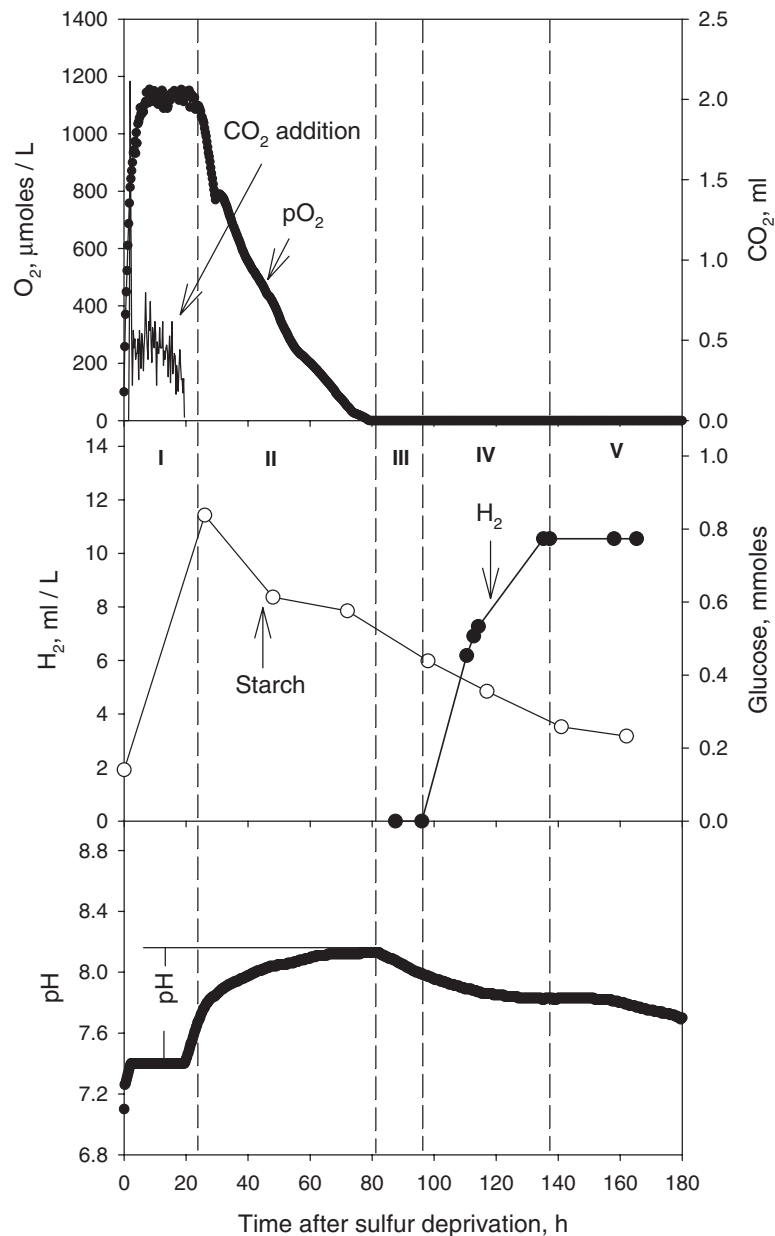 1400
1200
1000
800
600
400
200
0
O2, μmoles / L
CO2 addition
pO2
2.5
2.0
1.5
1.0
0.5
0.0
CO2, ml
14
12
10
8
6
4
2
0
H2, ml / L
I II III IV V
H2
Starch
1.0
0.8
0.6
0.4
0.2
0.0
Glucose, mmoles
8.8
8.4
8.0
7.6
7.2
6.8
pH
pH
0 20 40 60 80 100 120 140 160 180
Time after sulfur deprivation, h